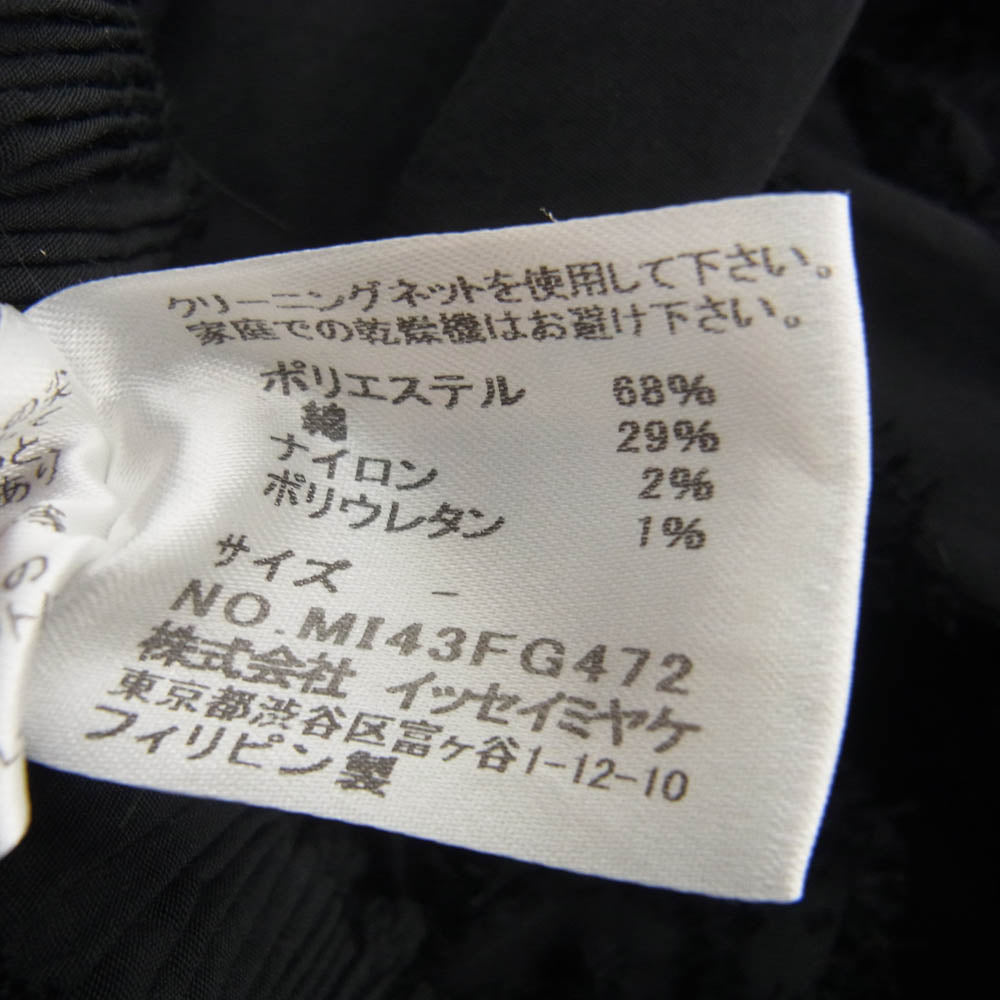 クリーニングネットを使用して下さい。
家庭での乾燥機はお避け下さい。
ポリエステル 68%
綿 29%
ナイロン 2%
ポリウレタン 1%
サイズ -
NO.MI43FG472
株式会社 イッセイミヤケ
東京都渋谷区富ヶ谷1-12-10
フィリピン製